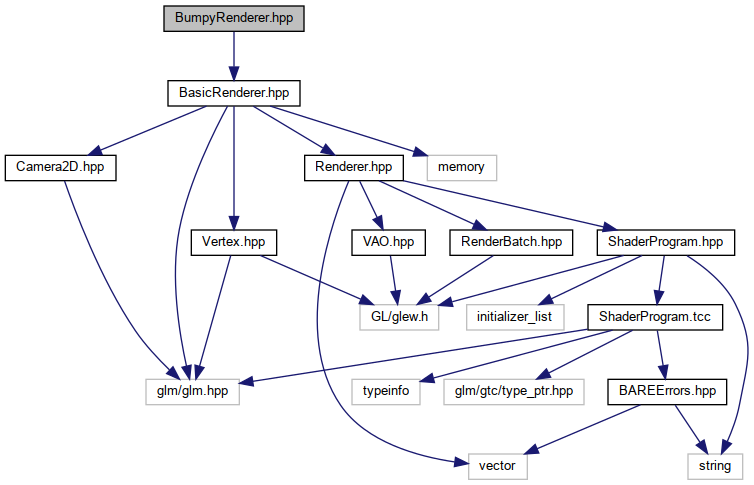 BumpyRenderer.hpp
BasicRenderer.hpp
Camera2D.hpp
Renderer.hpp
memory
Vertex.hpp
VAO.hpp
RenderBatch.hpp
ShaderProgram.hpp
GL/glew.h
initializer_list
ShaderProgram.tcc
glm/glm.hpp
typeinfo
glm/gtc/type_ptr.hpp
BAREErrors.hpp
vector
string